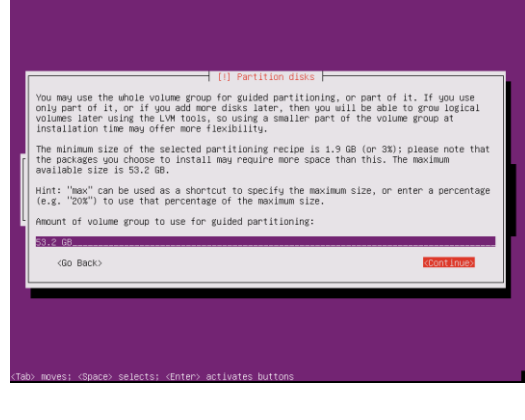 [!] Partition disks
You may use the whole volume group for guided partitioning, or part of it. If you use
only part of it, or if you add more disks later, then you will be able to grow logical
volumes later using the LVM tools, so using a smaller part of the volume group at
installation time may offer more flexibility.
The minimum size of the selected partitioning recipe is 1.9 GB (or 3%); please note that
the packages you choose to install may require more space than this. The maximum
available size is 53.2 GB.
Hint: "max" can be used as a shortcut to specify the maximum size, or enter a percentage
(e.g. "20%") to use that percentage of the maximum size.
Amount of volume group to use for guided partitioning:
53.2 GB
<Go Back> <Continue>
<Tab> moves; <Space> selects; <Enter> activates buttons